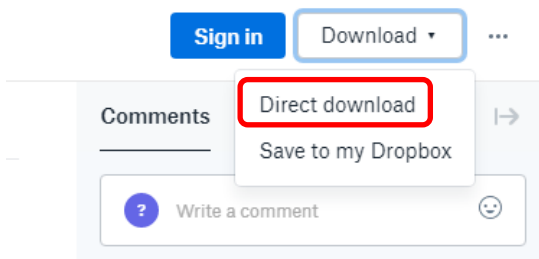 Sign in
Download
Direct download
Comments
Save to my Dropbox
?
Write a comment